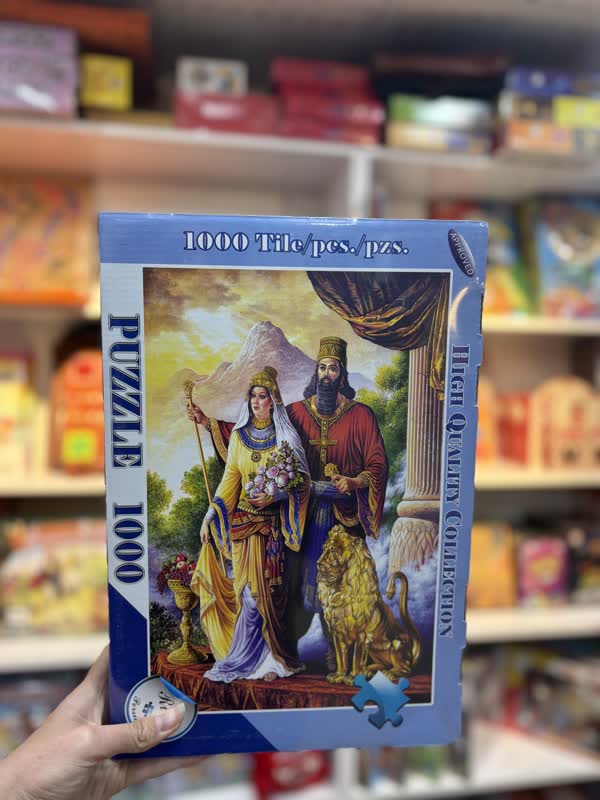 1000 Tile/pcs./pzs.
APPROVED
PUZZLE 1000
HIGH QUALITY COLLECTION